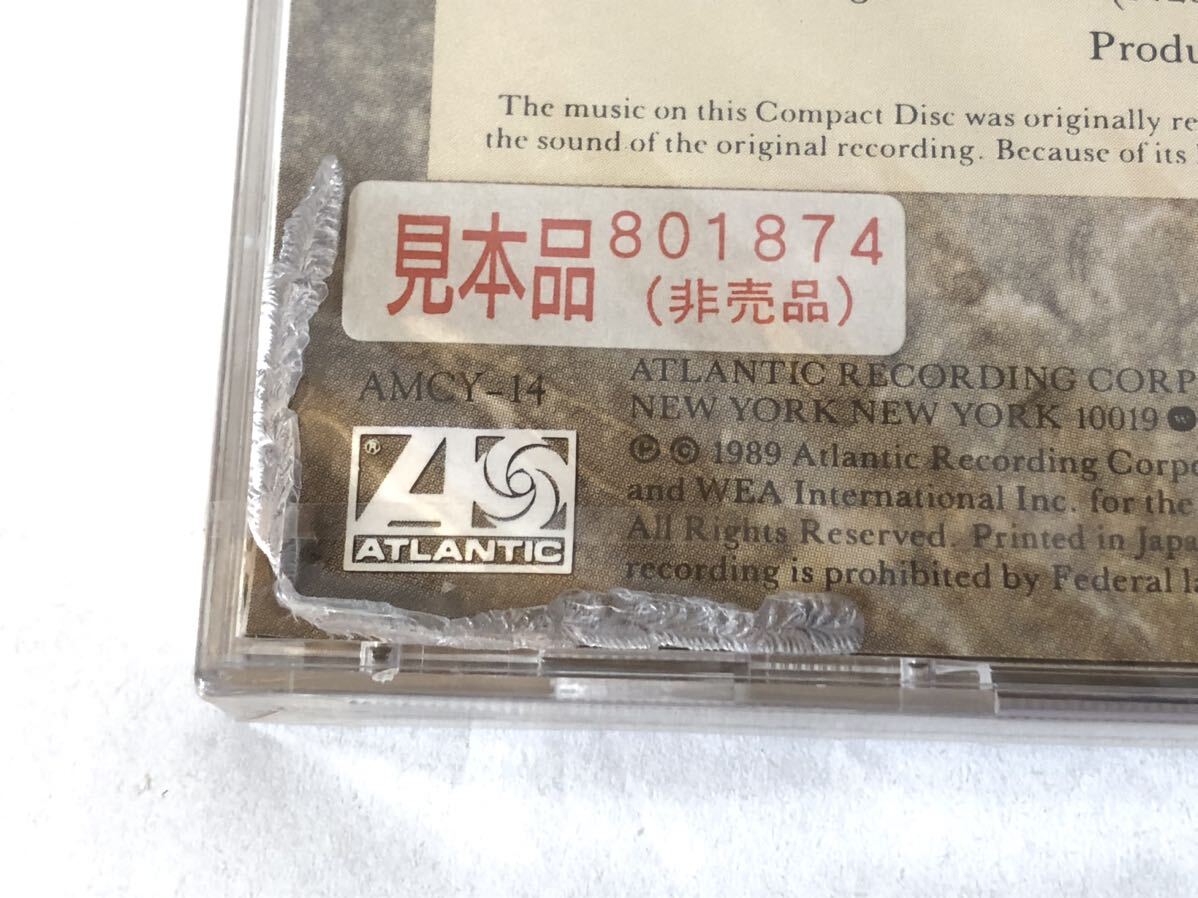 Produ
The music on this Compact Disc was originally re
the sound of the original recording. Because of its
見本品 801874
(非売品)
AMCY-14
® ATLANTIC
ATLANTIC RECORDING CORP
NEW YORK NEW YORK 10019
℗ © 1989 Atlantic Recording Corpo
and WEA International Inc. for the
All Rights Reserved. Printed in Japa
recording is prohibited by Federal l